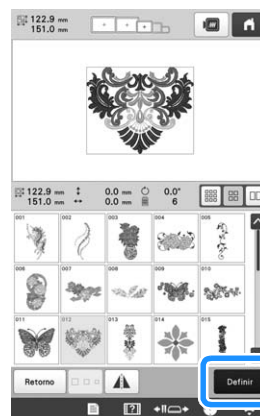 122.9 mm
151.0 mm
122.9 mm 0.0 mm 0.0°
151.0 mm 0.0 mm 6
001 002 003 004 005
006 007 008 009 010
011 012 013 014 015
Retorno Definir